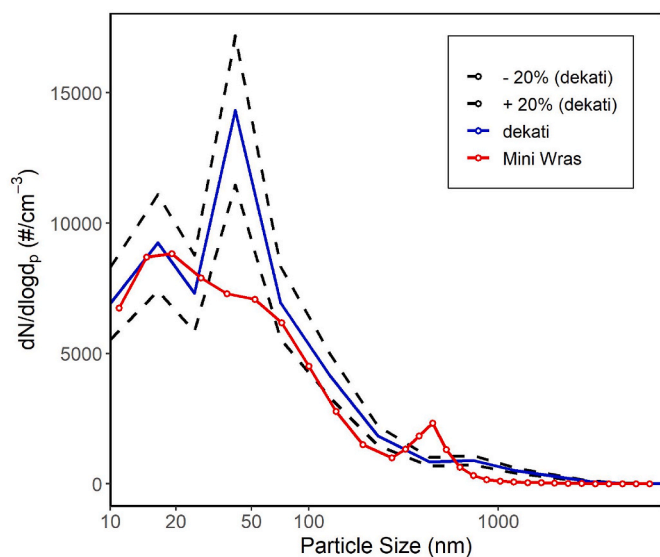 15000
10000
5000
0
dN/dlogdp (#/cm−3)
- 20% (dekati)
+ 20% (dekati)
dekati
Mini Wras
10 20 50 100 1000
Particle Size (nm)